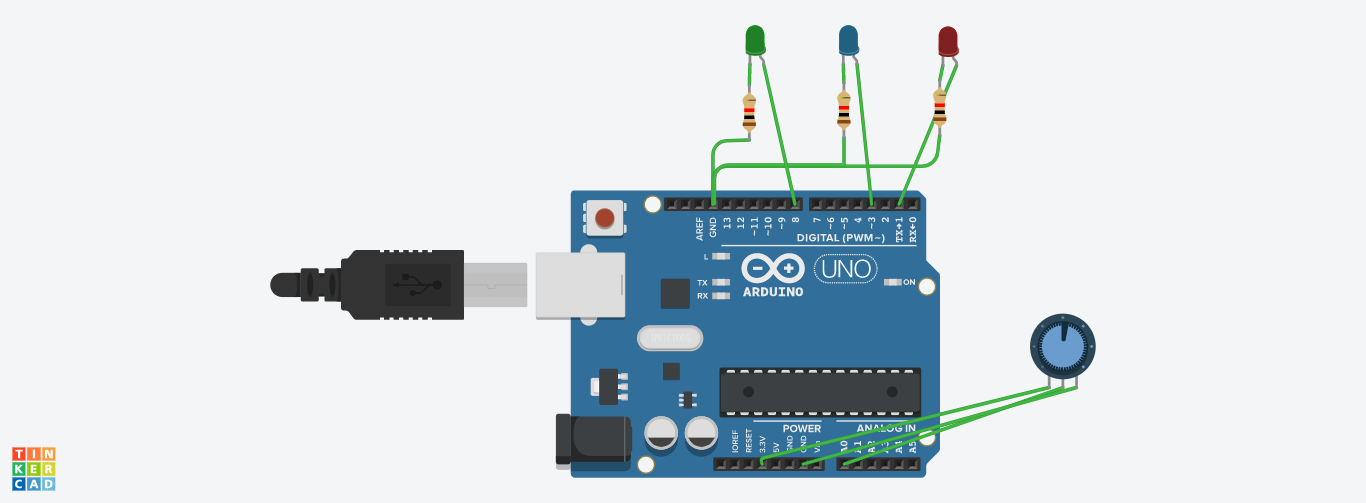 AREF
GND
13
12
~11
~10
~9
8
7
~6
~5
4
~3
2
TX→1
RX←0
DIGITAL (PWM~)
L
TX
RX
ARDUINO
UNO
ON
POWER
ANALOG IN
IOREF
RESET
3.3V
5V
GND
GND
Vin
A0
A1
A2
A4
A5
TIN
KER
CAD